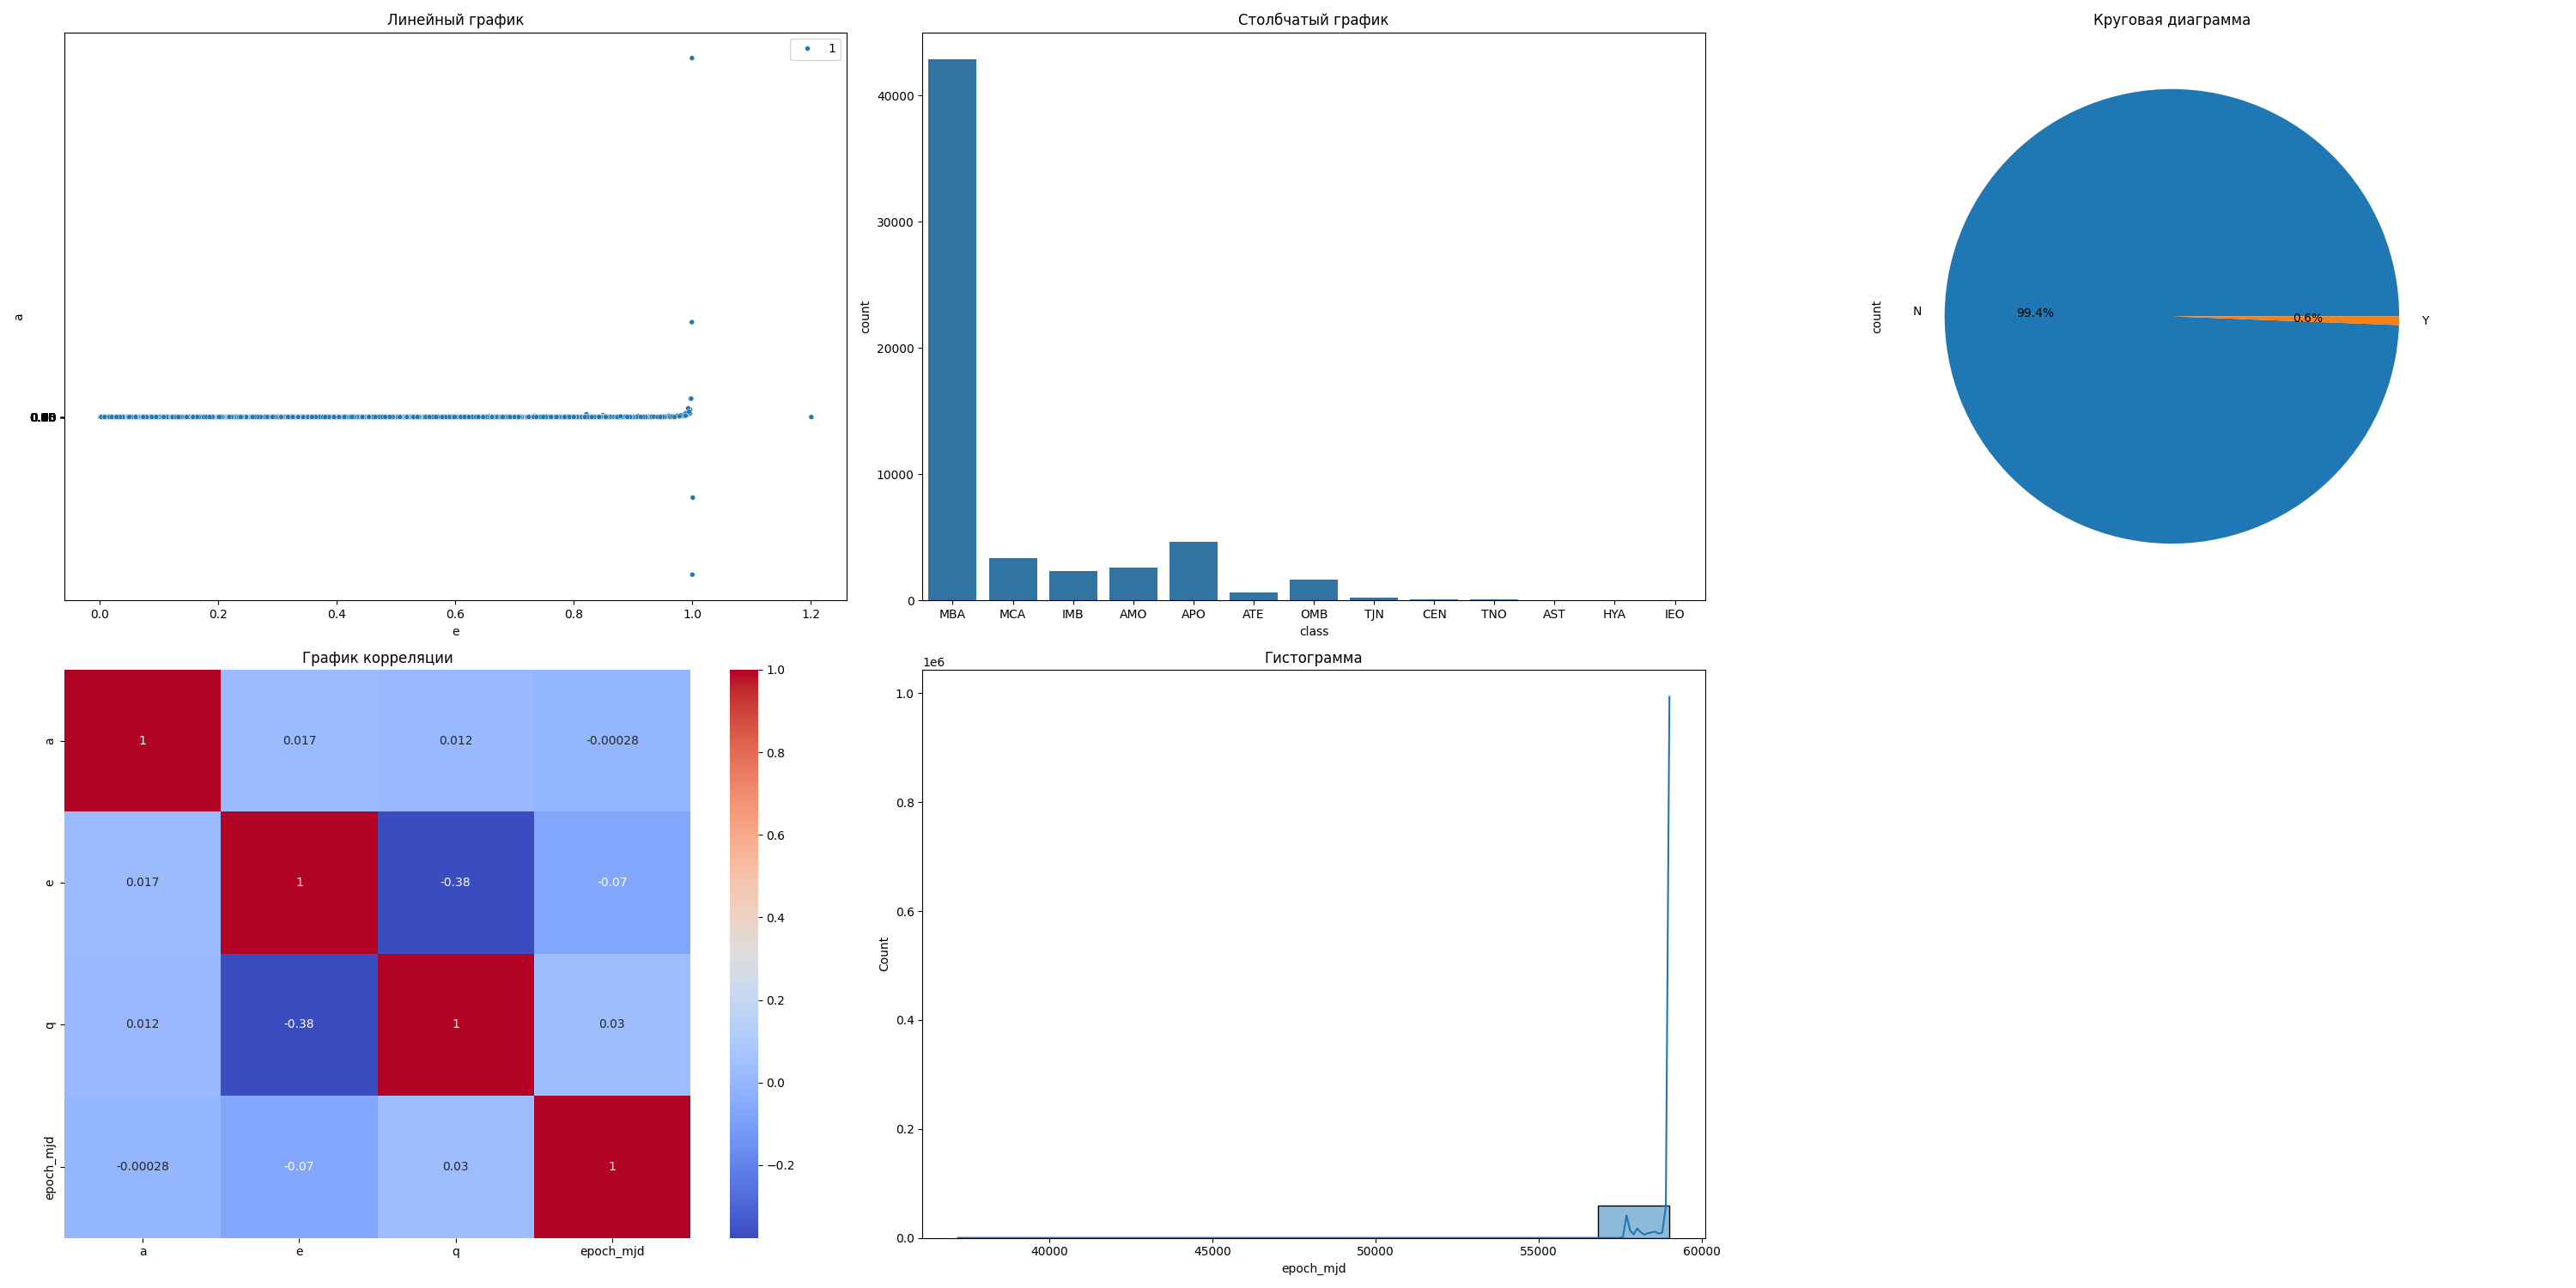 Линейный график
1
a
0.0 0.2 0.4 0.6 0.8 1.0 1.2
e
Столбчатый график
40000
30000
20000
10000
0
count
MBA MCA IMB AMO APO ATE OMB TJN CEN TNO AST HYA IEO
class
Круговая диаграмма
count
N
99.4%
0.6%
Y
График корреляции
a
e
q
epoch_mjd
1 0.017 0.012 -0.00028
0.017 1 -0.38 -0.07
0.012 -0.38 1 0.03
-0.00028 -0.07 0.03 1
a e q epoch_mjd
1.0
0.8
0.6
0.4
0.2
0.0
−0.2
Гистограмма
1e6
1.0
0.8
0.6
0.4
0.2
0.0
Count
40000 45000 50000 55000 60000
epoch_mjd